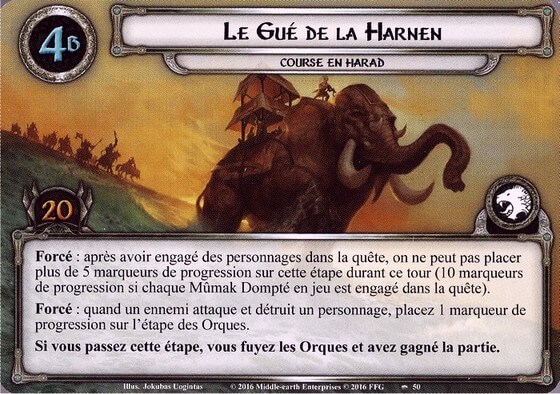 4B
LE GUÉ DE LA HARNEN
COURSE EN HARAD
20
Forcé : après avoir engagé des personnages dans la quête, on ne peut pas placer
plus de 5 marqueurs de progression sur cette étape durant ce tour (10 marqueurs
de progression si chaque Mûmak Dompté en jeu est engagé dans la quête).
Forcé : quand un ennemi attaque et détruit un personnage, placez 1 marqueur de
progression sur l'étape des Orques.
Si vous passez cette étape, vous fuyez les Orques et avez gagné la partie.
Illus. Jokubas Uogintas © 2016 Middle-earth Enterprises © 2016 FFG 50